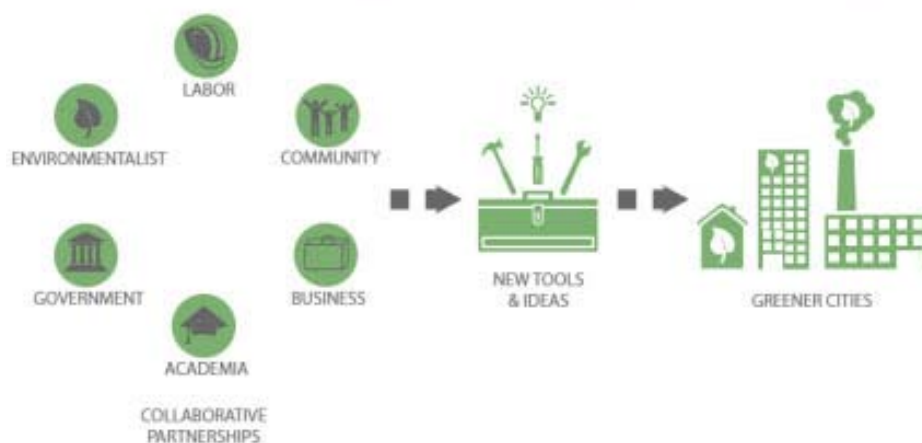 LABOR
ENVIRONMENTALIST
COMMUNITY
GOVERNMENT
BUSINESS
ACADEMIA
COLLABORATIVE
PARTNERSHIPS
NEW TOOLS
& IDEAS
GREENER CITIES